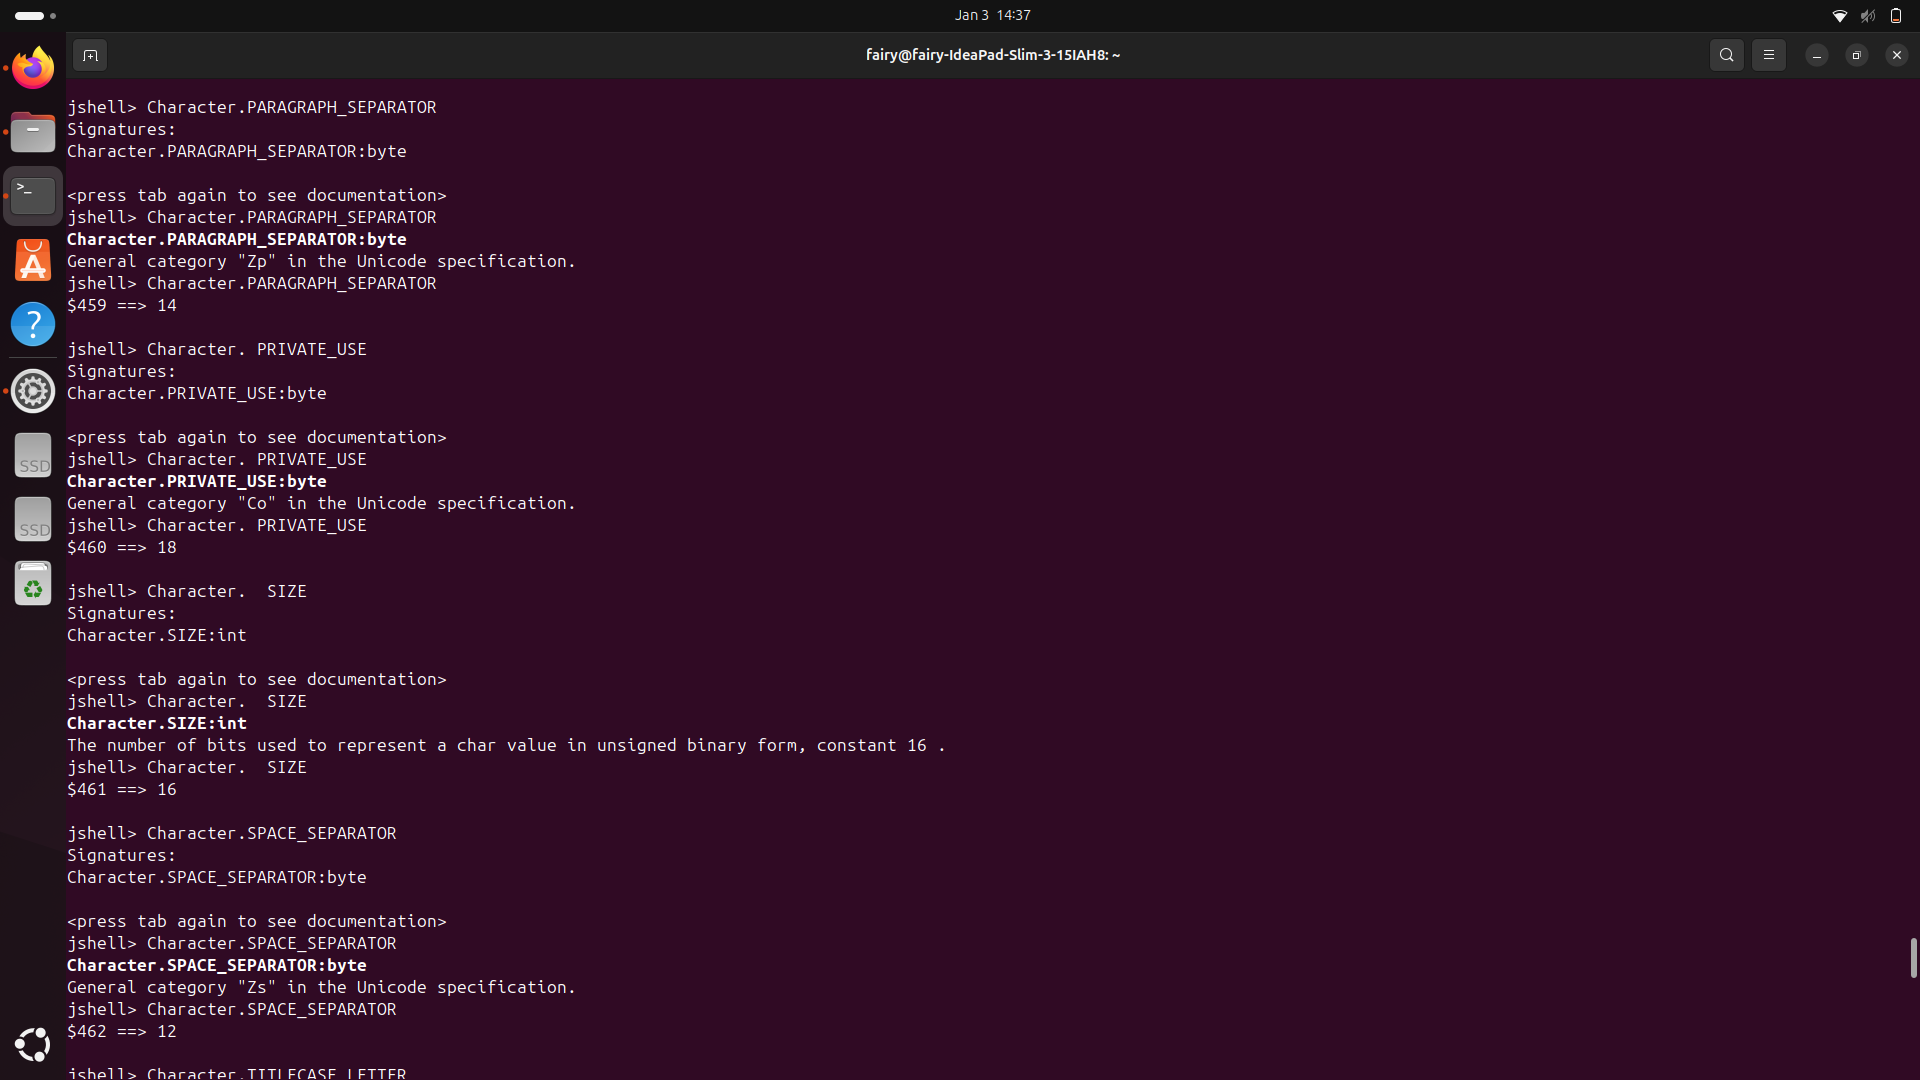 Jan 3 14:37
fairy@fairy-IdeaPad-Slim-3-15IAH8: ~
jshell> Character.PARAGRAPH_SEPARATOR
Signatures:
Character.PARAGRAPH_SEPARATOR:byte
<press tab again to see documentation>
jshell> Character.PARAGRAPH_SEPARATOR
Character.PARAGRAPH_SEPARATOR:byte
General category "Zp" in the Unicode specification.
jshell> Character.PARAGRAPH_SEPARATOR
$459 ==> 14
jshell> Character. PRIVATE_USE
Signatures:
Character.PRIVATE_USE:byte
<press tab again to see documentation>
jshell> Character. PRIVATE_USE
Character.PRIVATE_USE:byte
General category "Co" in the Unicode specification.
jshell> Character. PRIVATE_USE
$460 ==> 18
jshell> Character.  SIZE
Signatures:
Character.SIZE:int
<press tab again to see documentation>
jshell> Character.  SIZE
Character.SIZE:int
The number of bits used to represent a char value in unsigned binary form, constant 16 .
jshell> Character.  SIZE
$461 ==> 16
jshell> Character.SPACE_SEPARATOR
Signatures:
Character.SPACE_SEPARATOR:byte
<press tab again to see documentation>
jshell> Character.SPACE_SEPARATOR
Character.SPACE_SEPARATOR:byte
General category "Zs" in the Unicode specification.
jshell> Character.SPACE_SEPARATOR
$462 ==> 12
jshell> Character.TITLECASE_LETTER
>_
A
?
SSD
SSD